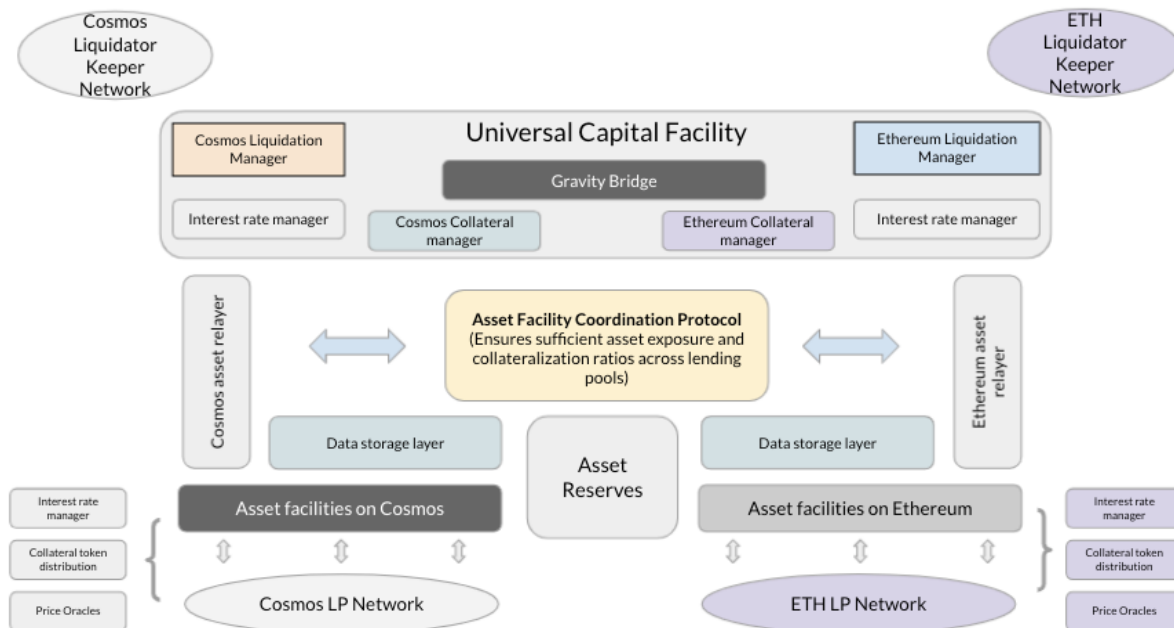 Cosmos
Liquidator
Keeper
Network
ETH
Liquidator
Keeper
Network
Universal Capital Facility
Cosmos Liquidation
Manager
Ethereum Liquidation
Manager
Gravity Bridge
Interest rate manager
Cosmos Collateral
manager
Ethereum Collateral
manager
Interest rate manager
Cosmos asset relayer
Asset Facility Coordination Protocol
(Ensures sufficient asset exposure and
collateralization ratios across lending
pools)
Ethereum asset
relayer
Data storage layer
Asset
Reserves
Data storage layer
Interest rate
manager
Collateral token
distribution
Price Oracles
Asset facilities on Cosmos
Asset facilities on Ethereum
Interest rate
manager
Collateral token
distribution
Price Oracles
Cosmos LP Network
ETH LP Network